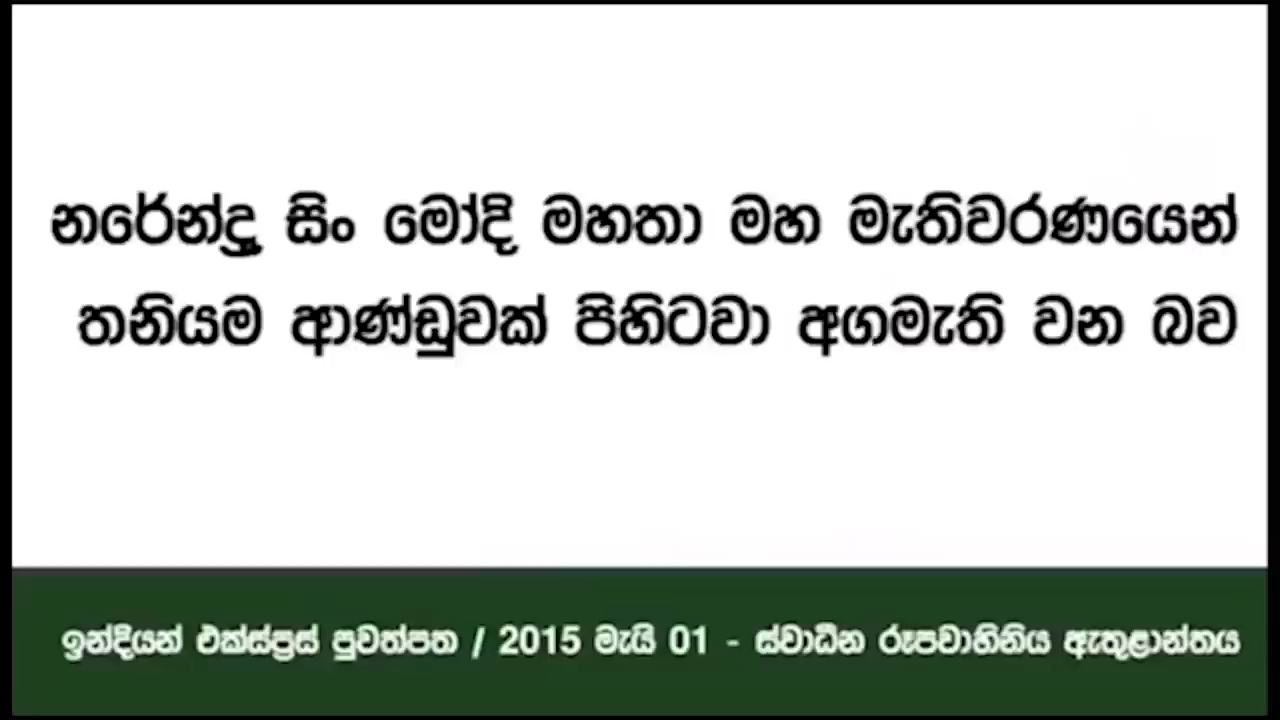 නරේන්ද්‍ර සිං මෝදි මහතා මහ මැතිවරණයෙන්
තනියම ආණ්ඩුවක් පිහිටවා අගමැති වන බව
ඉන්දියන් එක්ස්ප්‍රස් පුවත්පත / 2015 මැයි 01 - ස්වාධීන රූපවාහිනිය ඇතුළාන්තය